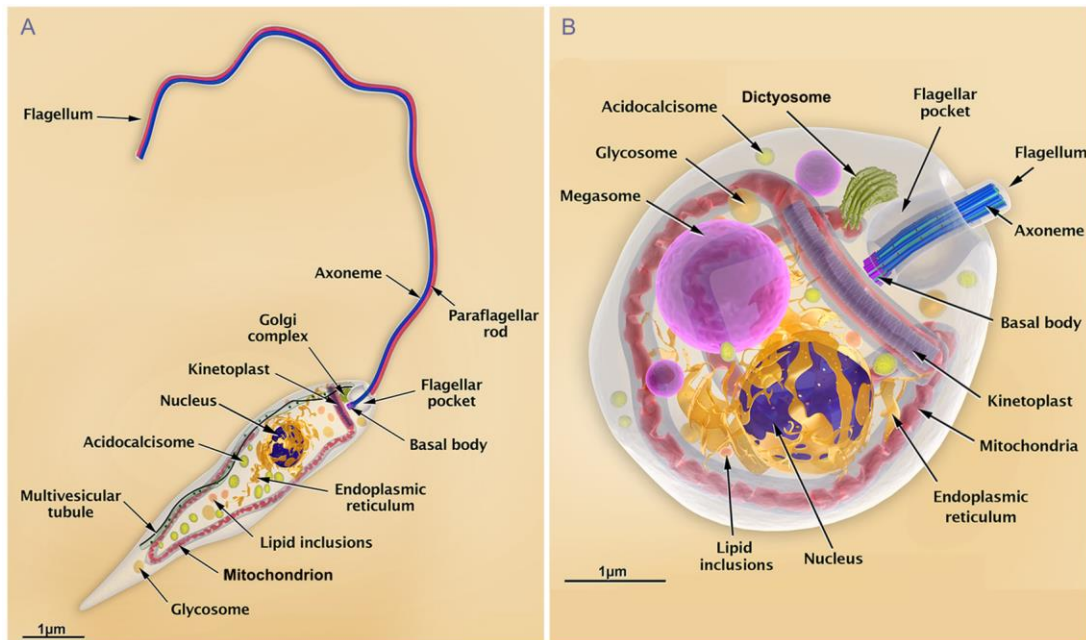 A
Flagellum
Axoneme
Paraflagellar
rod
Golgi
complex
Kinetoplast
Flagellar
pocket
Nucleus
Basal body
Acidocalcisome
Endoplasmic
reticulum
Multivesicular
tubule
Lipid inclusions
Mitochondrion
Glycosome
1µm
B
Acidocalcisome
Dictyosome
Flagellar
pocket
Glycosome
Flagellum
Megasome
Axoneme
Basal body
Kinetoplast
Mitochondria
Endoplasmic
reticulum
Lipid
inclusions
Nucleus
1µm